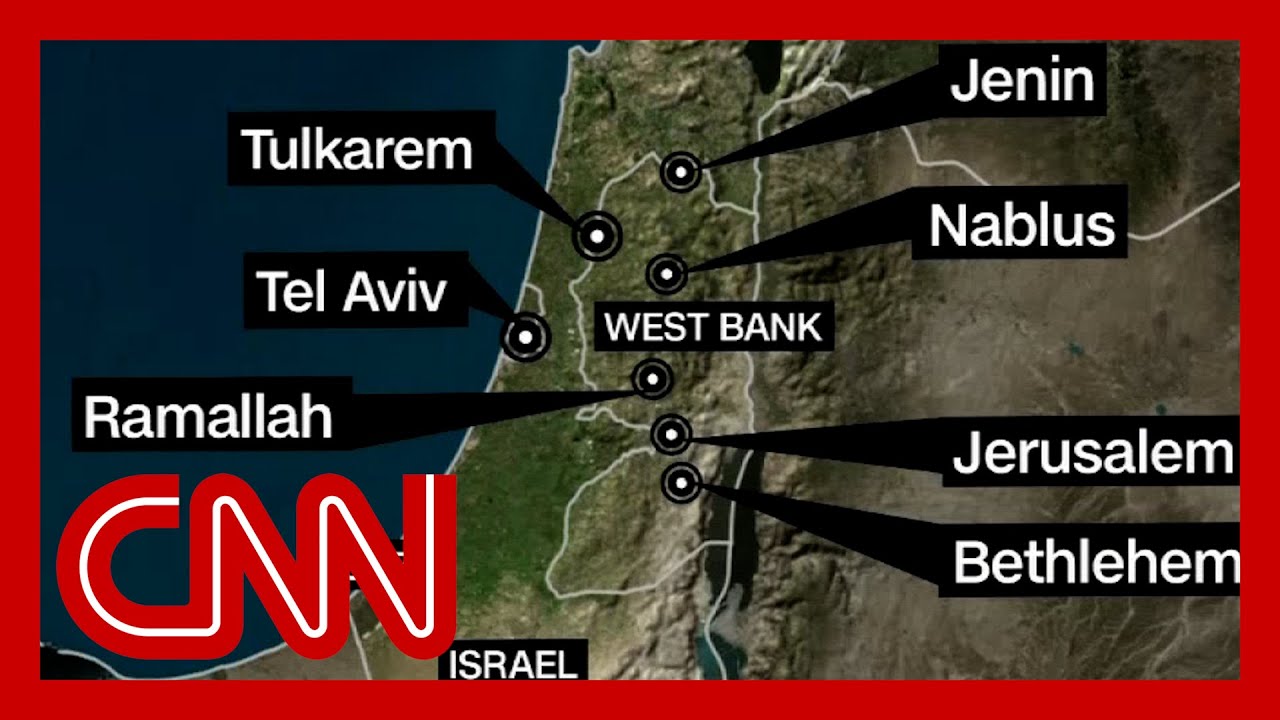 Jenin
Tulkarem
Nablus
Tel Aviv
WEST BANK
Ramallah
Jerusalem
CNN
Bethlehem
ISRAEL